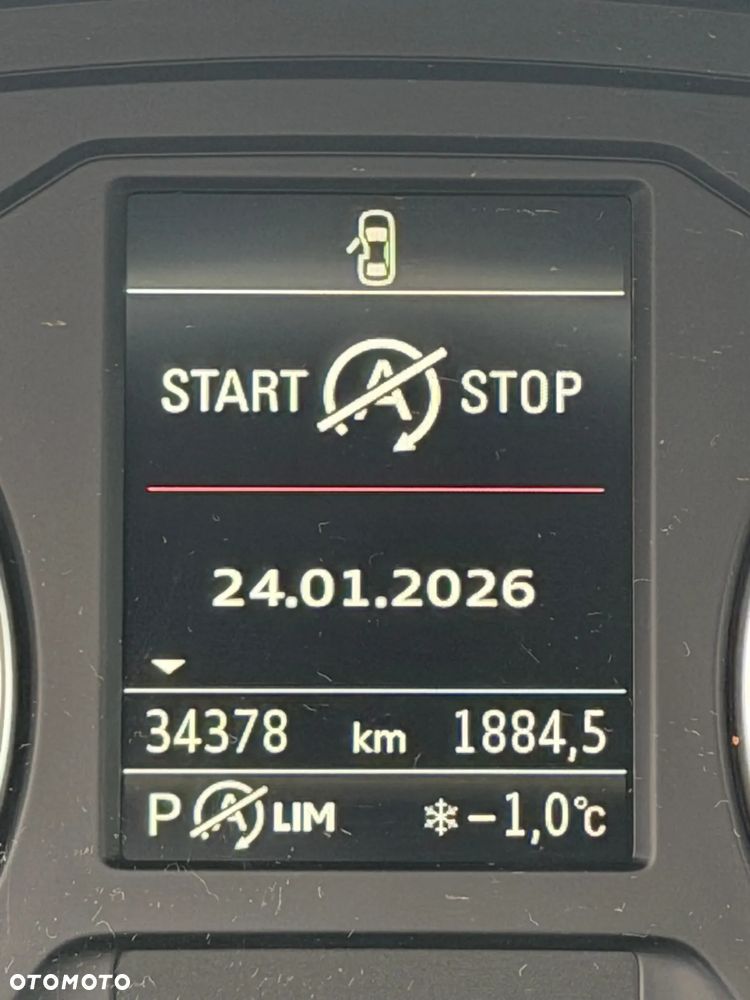 START A STOP
24.01.2026
34378 km 1884,5
P A LIM -1,0°C
OTOMOTO